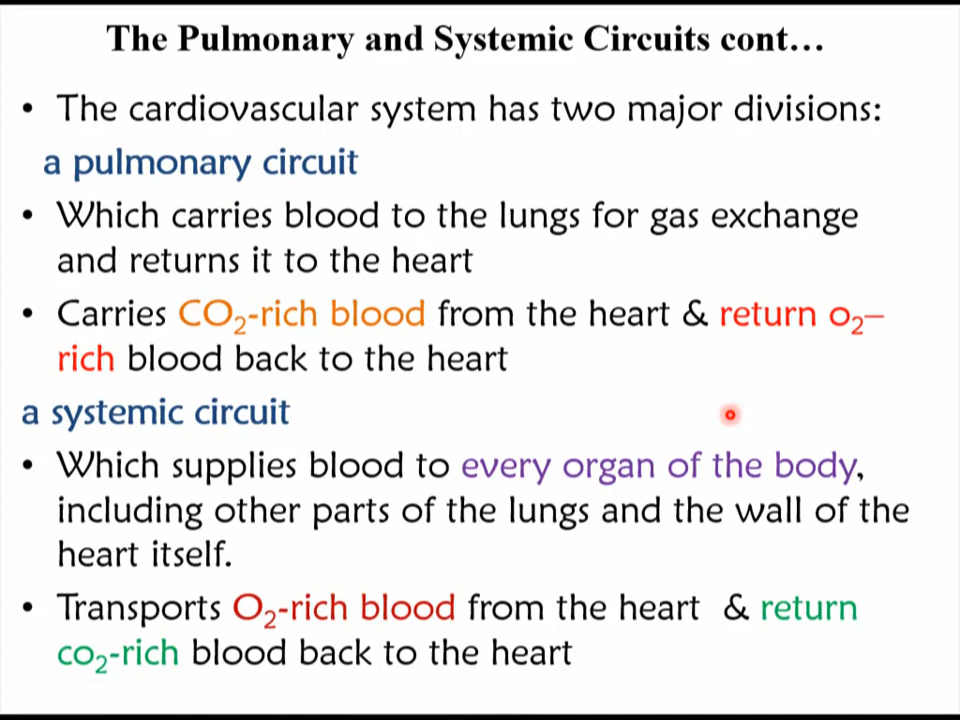 The Pulmonary and Systemic Circuits cont…
• The cardiovascular system has two major divisions:
a pulmonary circuit
• Which carries blood to the lungs for gas exchange
and returns it to the heart
• Carries CO₂-rich blood from the heart & return o₂–
rich blood back to the heart
a systemic circuit
• Which supplies blood to every organ of the body,
including other parts of the lungs and the wall of the
heart itself.
• Transports O₂-rich blood from the heart & return
co₂-rich blood back to the heart